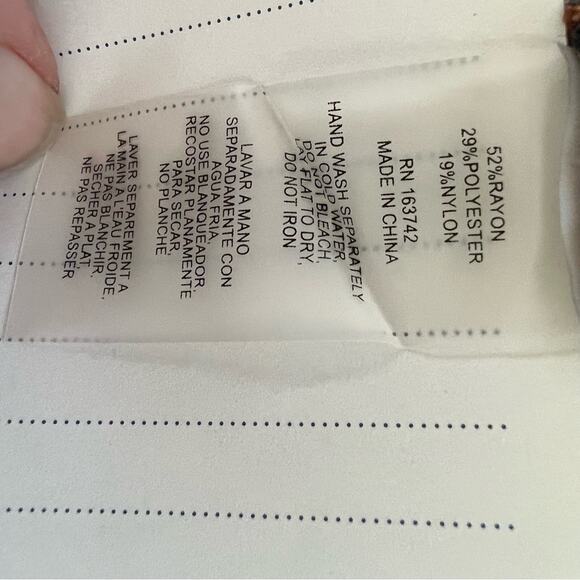 52%RAYON
29%POLYESTER
19%NYLON
RN 163742
MADE IN CHINA
HAND WASH SEPARATELY
IN COLD WATER,
DO NOT BLEACH,
LAY FLAT TO DRY,
DO NOT IRON
LAVAR A MANO
SEPARADAMENTE CON
AGUA FRIA,
NO USE BLANQUEADOR,
RECOSTAR PLANAMENTE
PARA SECAR,
NO PLANCHE
LAVER SEPAREMENT A
LA MAIN A L'EAU FROIDE,
NE PAS BLANCHIR,
SECHER A PLAT,
NE PAS REPASSER